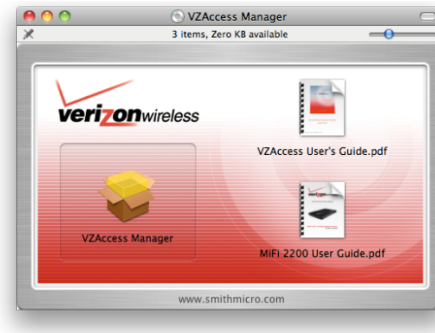 VZAccess Manager
3 items, Zero KB available
verizonwireless
VZAccess User's Guide.pdf
VZAccess Manager
MiFi 2200 User Guide.pdf
www.smithmicro.com